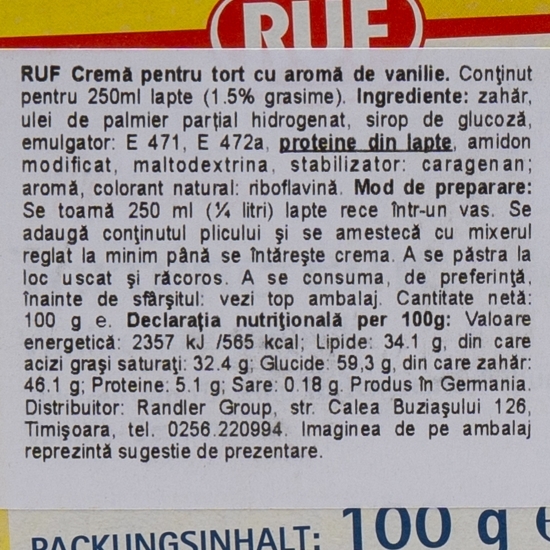 RUF
RUF Cremă pentru tort cu aromă de vanilie. Conţinut
pentru 250ml lapte (1.5% grasime). Ingrediente: zahăr,
ulei de palmier parţial hidrogenat, sirop de glucoză,
emulgator: E 471, E 472a, proteine din lapte, amidon
modificat, maltodextrina, stabilizator: caragenan;
aromă, colorant natural: riboflavină. Mod de preparare:
Se toarnă 250 ml (¼ litri) lapte rece într-un vas. Se
adaugă conţinutul plicului şi se amestecă cu mixerul
reglat la minim până se întăreşte crema. A se păstra la
loc uscat şi răcoros. A se consuma, de preferinţă,
înainte de sfârşitul: vezi top ambalaj. Cantitate netă:
100 g e. Declaraţia nutriţională per 100g: Valoare
energetică: 2357 kJ /565 kcal; Lipide: 34.1 g, din care
acizi graşi saturaţi: 32.4 g; Glucide: 59,3 g, din care zahăr:
46.1 g; Proteine: 5.1 g; Sare: 0.18 g. Produs în Germania.
Distribuitor: Randler Group, str. Calea Buziaşului 126,
Timişoara, tel. 0256.220994. Imaginea de pe ambalaj
reprezintă sugestie de prezentare.
PACKUNGSINHALT: 100 g e